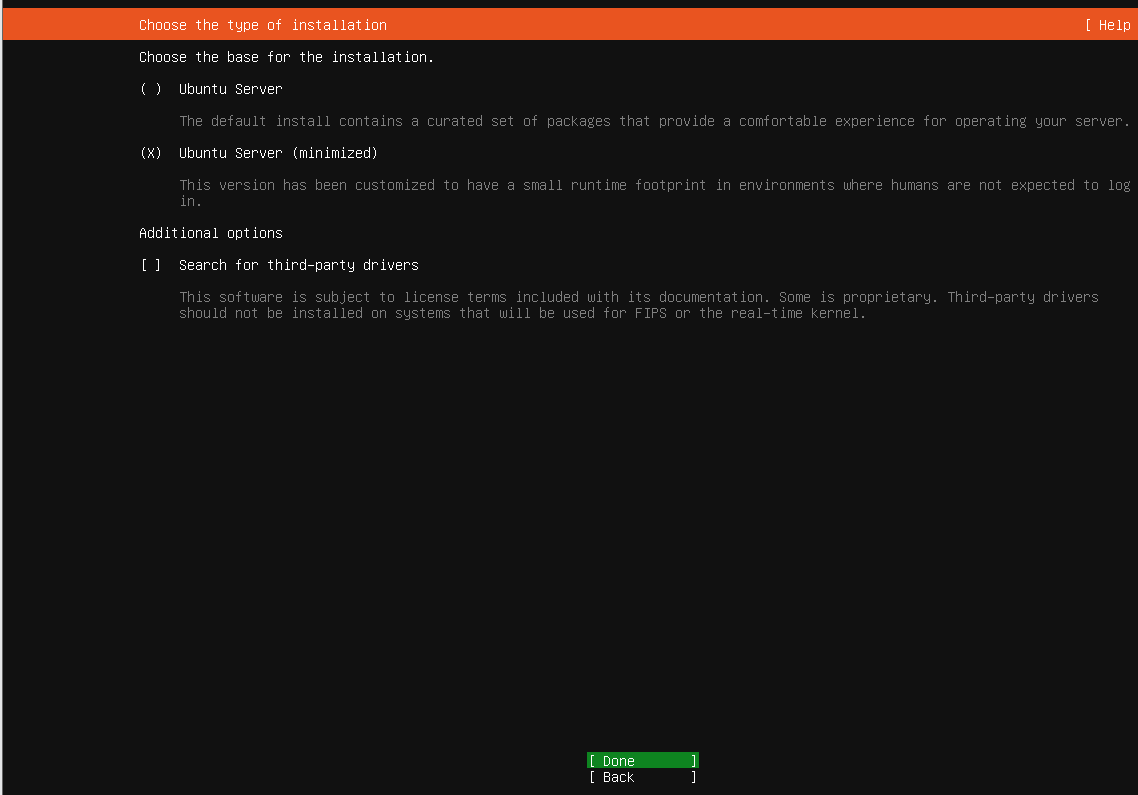 Choose the type of installation [ Help
Choose the base for the installation.
( ) Ubuntu Server
The default install contains a curated set of packages that provide a comfortable experience for operating your server.
(X) Ubuntu Server (minimized)
This version has been customized to have a small runtime footprint in environments where humans are not expected to log
in.
Additional options
[ ] Search for third-party drivers
This software is subject to license terms included with its documentation. Some is proprietary. Third-party drivers
should not be installed on systems that will be used for FIPS or the real-time kernel.
[ Done ]
[ Back ]